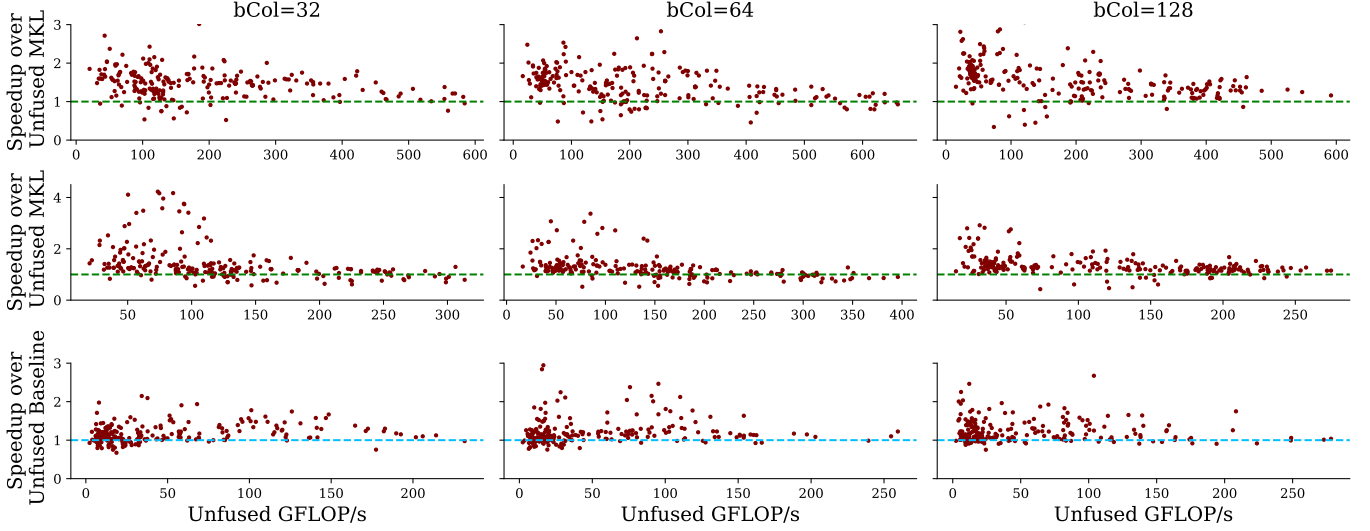 bCol=32 bCol=64 bCol=128
Speedup over
Unfused MKL
3
2
1
0
0 100 200 300 400 500 600
0 100 200 300 400 500 600
0 100 200 300 400 500 600
Speedup over
Unfused MKL
4
2
0
50 100 150 200 250 300
0 50 100 150 200 250 300 350 400
50 100 150 200 250
Speedup over
Unfused Baseline
3
2
1
0
0 50 100 150 200
0 50 100 150 200 250
0 50 100 150 200 250
Unfused GFLOP/s Unfused GFLOP/s Unfused GFLOP/s